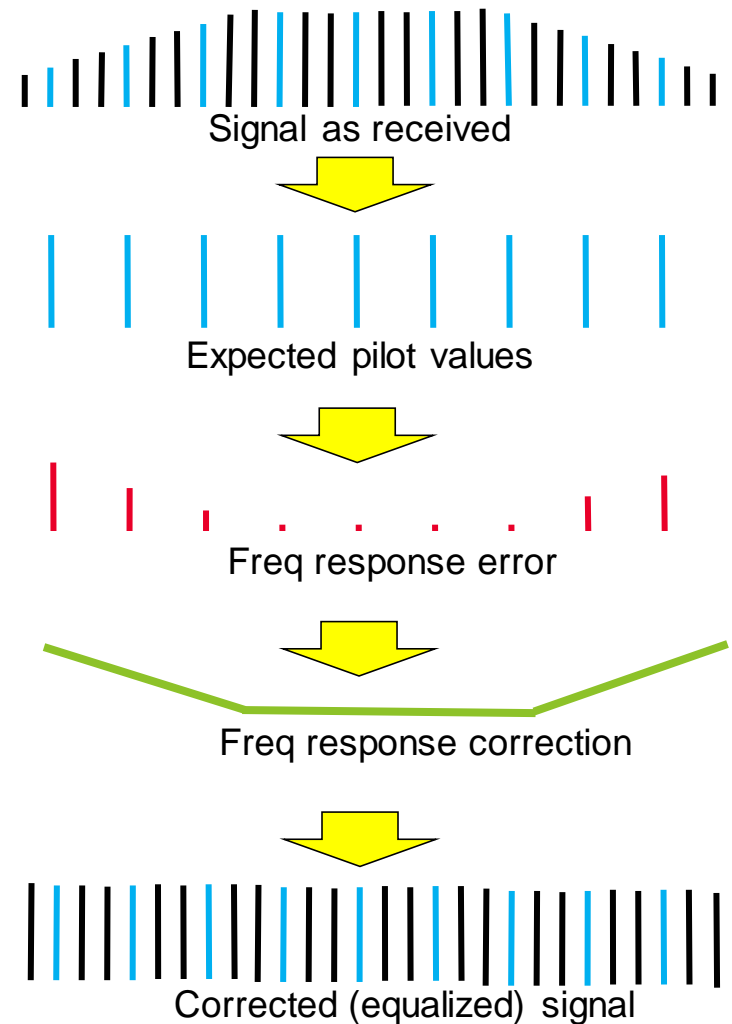 Signal as received
Expected pilot values
Freq response error
Freq response correction
Corrected (equalized) signal